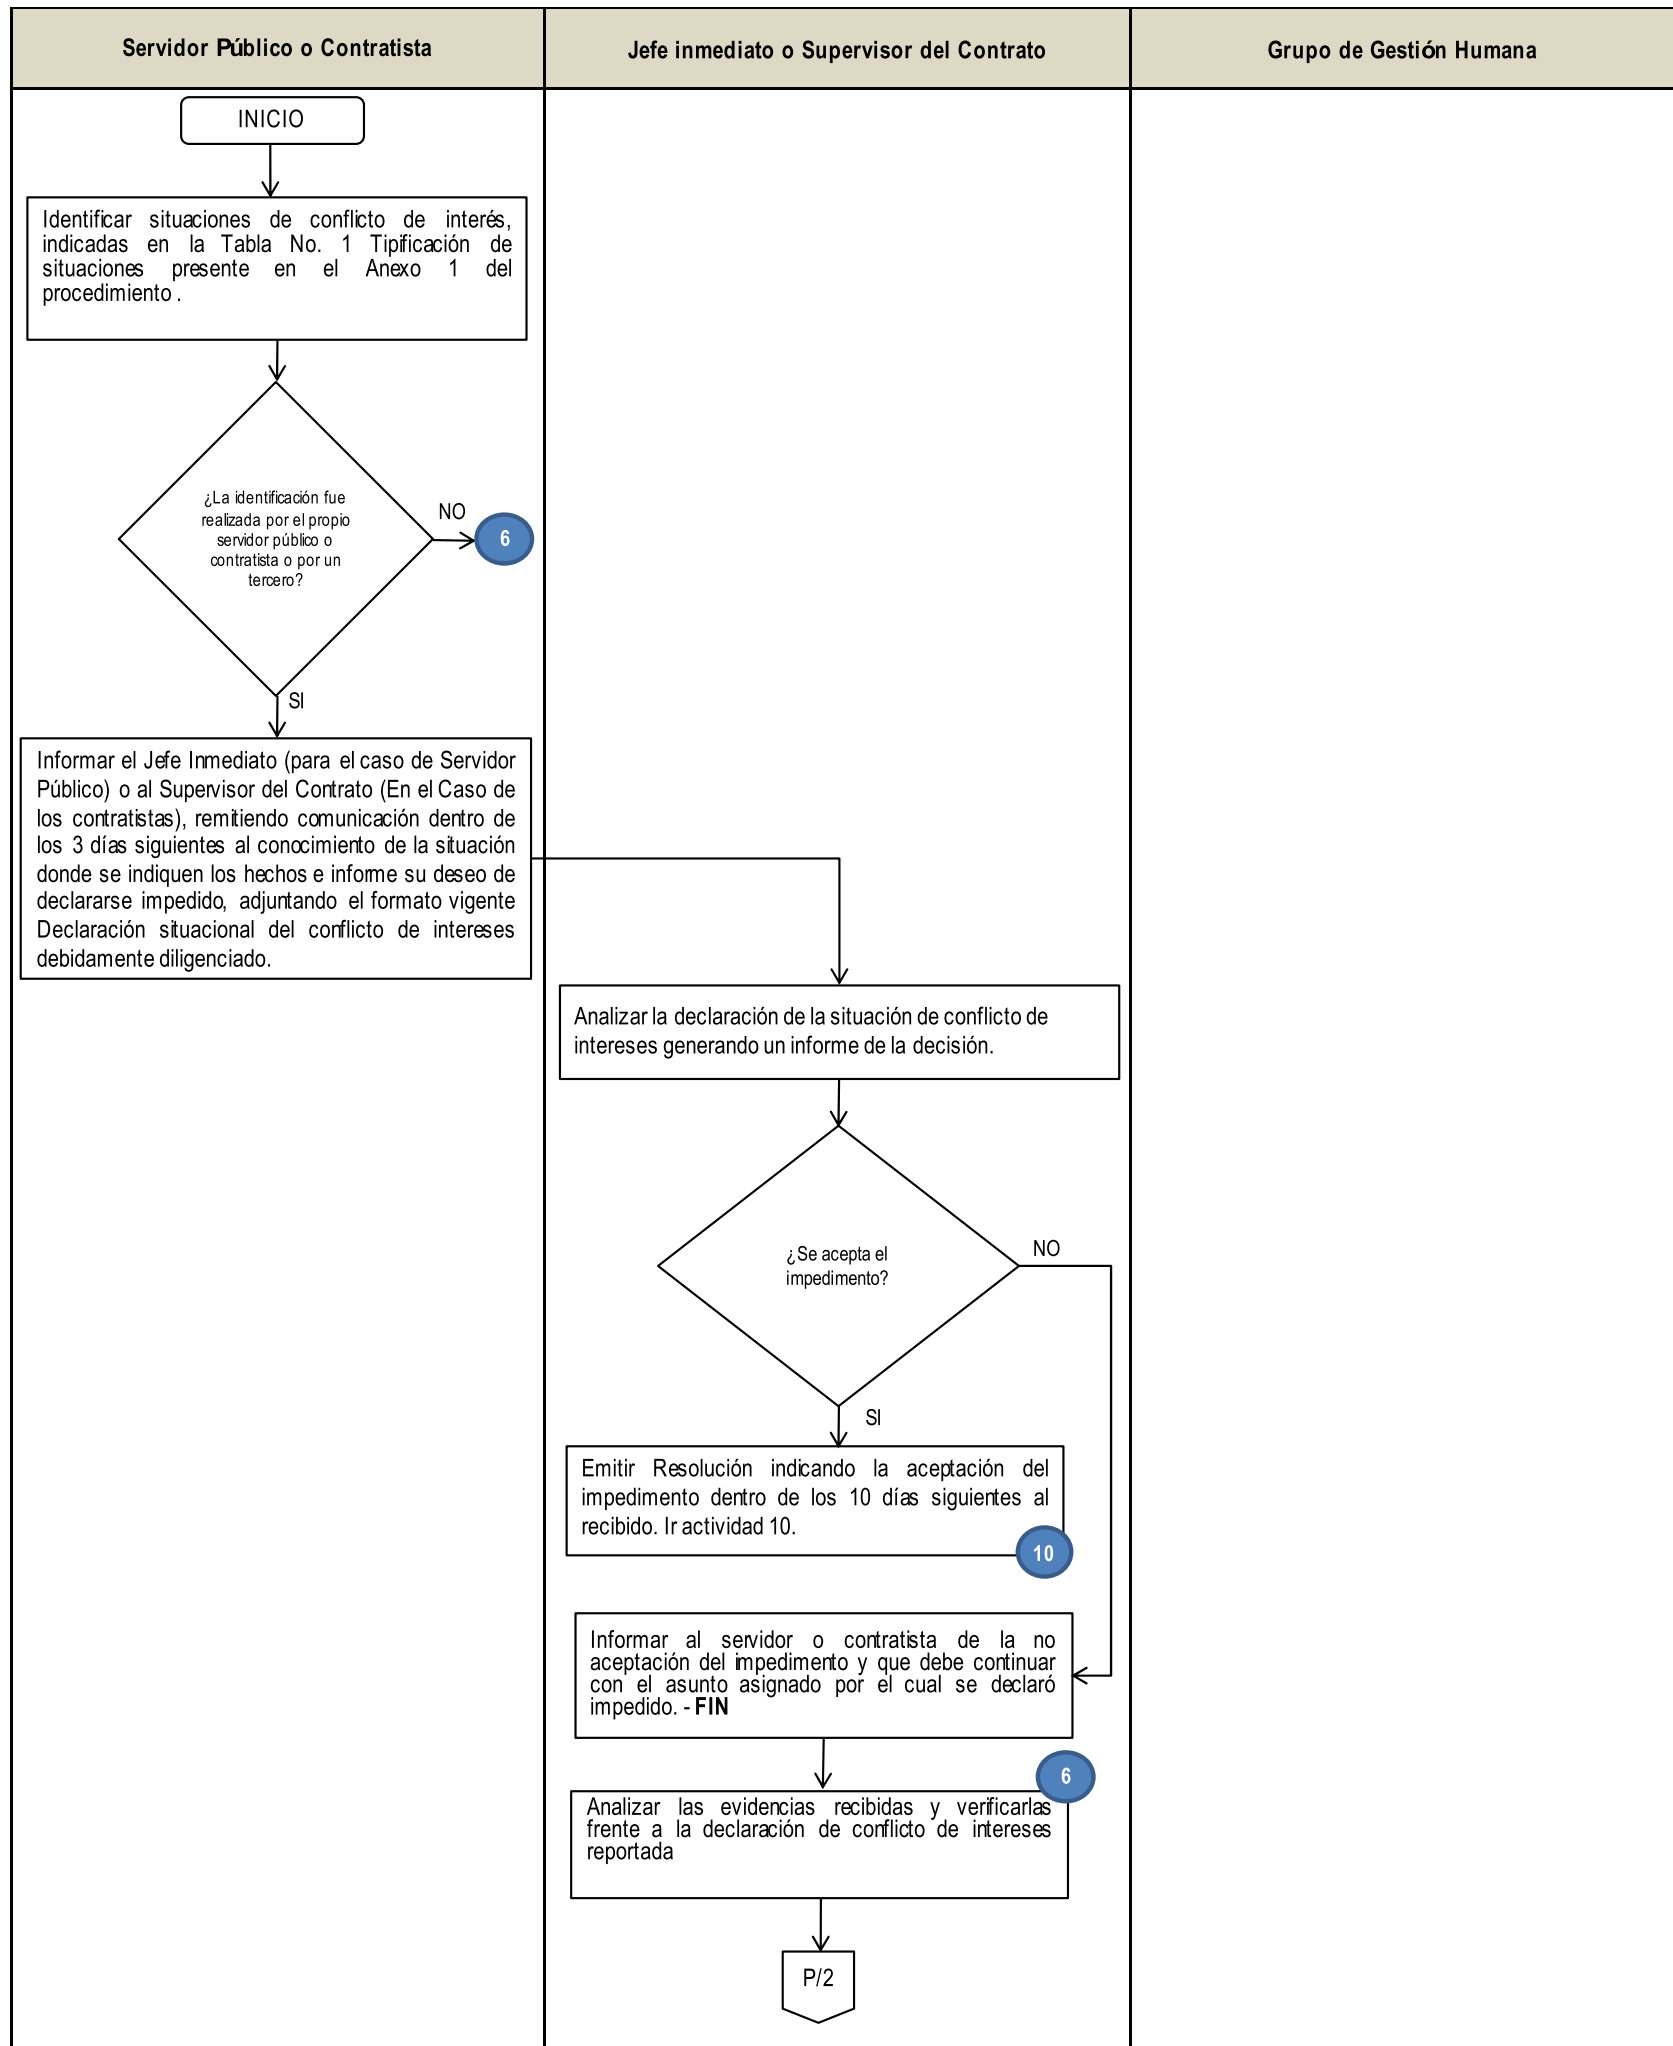 Servidor Público o Contratista
Jefe inmediato o Supervisor del Contrato
Grupo de Gestión Humana
INICIO
Identificar situaciones de conflicto de interés,
indicadas en la Tabla No. 1 Tipificación de
situaciones presente en el Anexo 1 del
procedimiento .
¿La identificación fue
realizada por el propio
servidor público o
contratista o por un
tercero?
NO
6
SI
Informar el Jefe Inmediato (para el caso de Servidor
Público) o al Supervisor del Contrato (En el Caso de
los contratistas), remitiendo comunicación dentro de
los 3 días siguientes al conocimiento de la situación
donde se indiquen los hechos e informe su deseo de
declararse impedido, adjuntando el formato vigente
Declaración situacional del conflicto de intereses
debidamente diligenciado.
Analizar la declaración de la situación de conflicto de
intereses generando un informe de la decisión.
¿Se acepta el
impedimento?
NO
SI
Emitir Resolución indicando la aceptación del
impedimento dentro de los 10 días siguientes al
recibido. Ir actividad 10.
10
Informar al servidor o contratista de la no
aceptación del impedimento y que debe continuar
con el asunto asignado por el cual se declaró
impedido. - FIN
6
Analizar las evidencias recibidas y verificarlas
frente a la declaración de conflicto de intereses
reportada
P/2